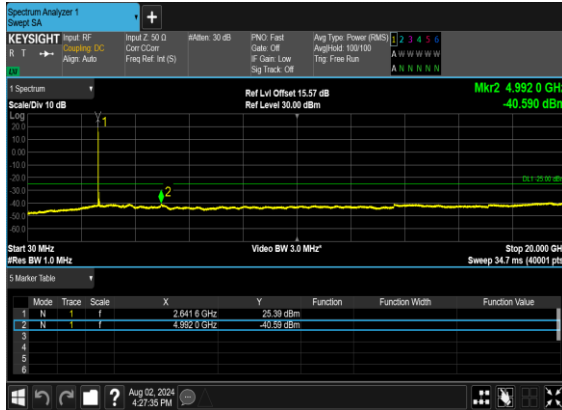 Spectrum Analyzer 1
Swept SA
+
KEYSIGHT Input: RF Input Z: 50 Ω #Atten: 30 dB PNO: Fast Avg Type: Power (RMS) 1 2 3 4 5 6
R T Coupling: DC Corr CCorr Gate: Off Avg|Hold: 100/100 A W W W W W
Align: Auto Freq Ref: Int (S) IF Gain: Low Trig: Free Run
Sig Track: Off A N N N N N
1 Spectrum Ref Lvl Offset 15.57 dB Mkr2 4.992 0 GHz
Scale/Div 10 dB Ref Level 30.00 dBm -40.590 dBm
Log
20.0
10.0
0.00
-10.0
-20.0
-30.0
-40.0
-50.0
-60.0
1
2
DL1 -25.00 dBm
Start 30 MHz Video BW 3.0 MHz* Stop 20.000 GH
#Res BW 1.0 MHz Sweep 34.7 ms (40001 pts
5 Marker Table
Mode Trace Scale X Y Function Function Width Function Value
1 N 1 f 2.641 6 GHz 25.39 dBm
2 N 1 f 4.992 0 GHz -40.59 dBm
3
4
5
6
? Aug 02, 2024
4:27:35 PM